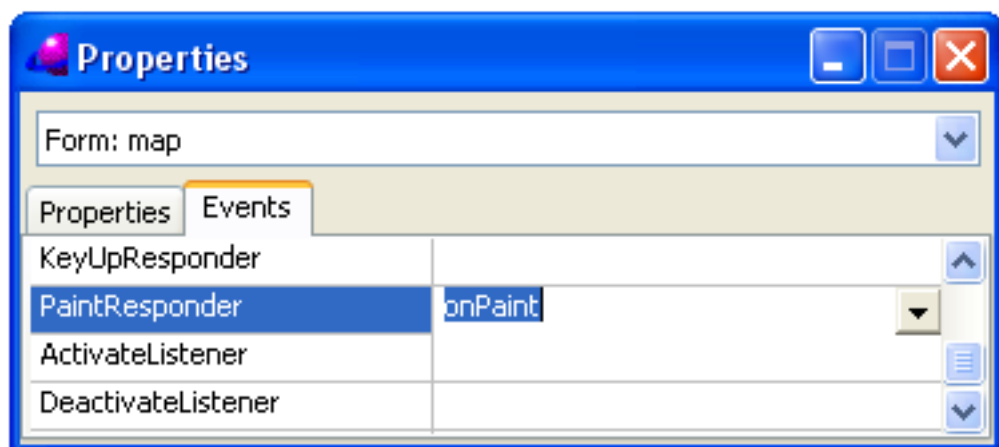 Properties
Form: map
Properties Events
KeyUpResponder
PaintResponder onPaint
ActivateListener
DeactivateListener